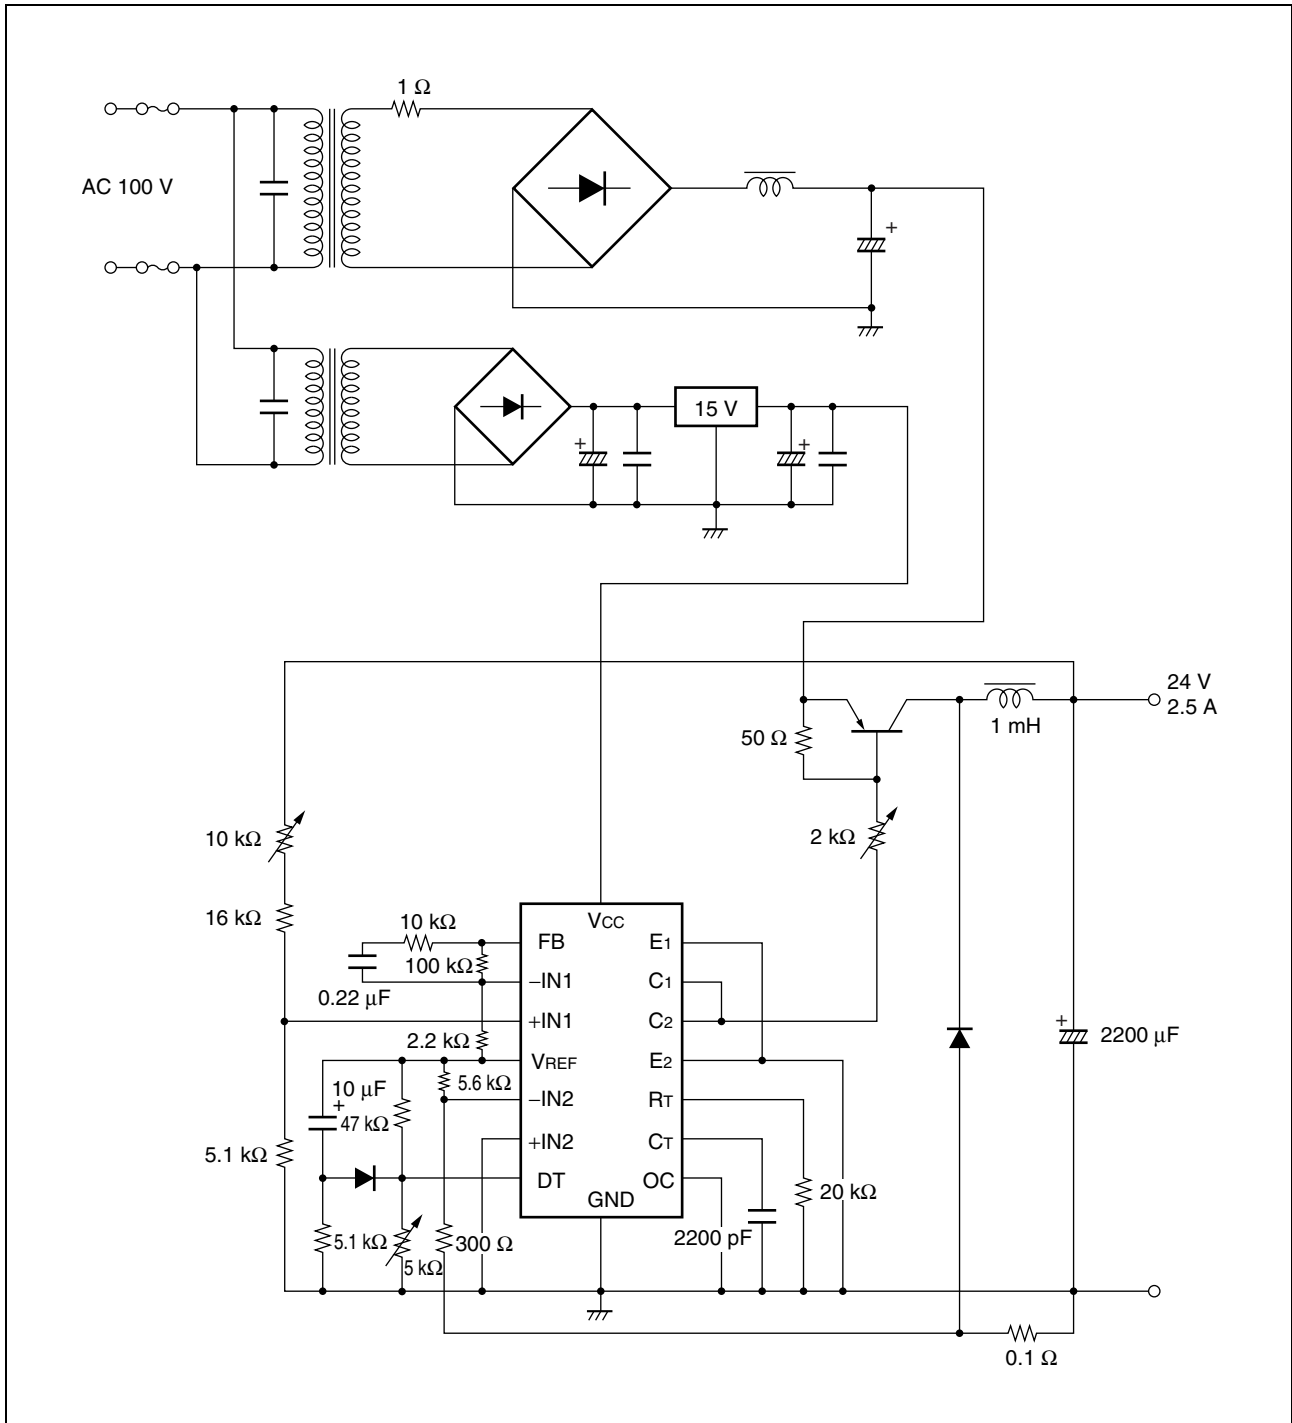 1 Ω
AC 100 V
+
15 V
+
+
24 V
2.5 A
1 mH
50 Ω
10 kΩ
2 kΩ
16 kΩ
VCC
10 kΩ
FB
E1
100 kΩ
–IN1
C1
0.22 μF
+IN1
C2
2.2 kΩ
+
2200 μF
VREF
E2
5.6 kΩ
10 μF
+
–IN2
RT
47 kΩ
+IN2
CT
5.1 kΩ
DT
OC
20 kΩ
GND
5.1 kΩ
300 Ω
2200 pF
5 kΩ
0.1 Ω